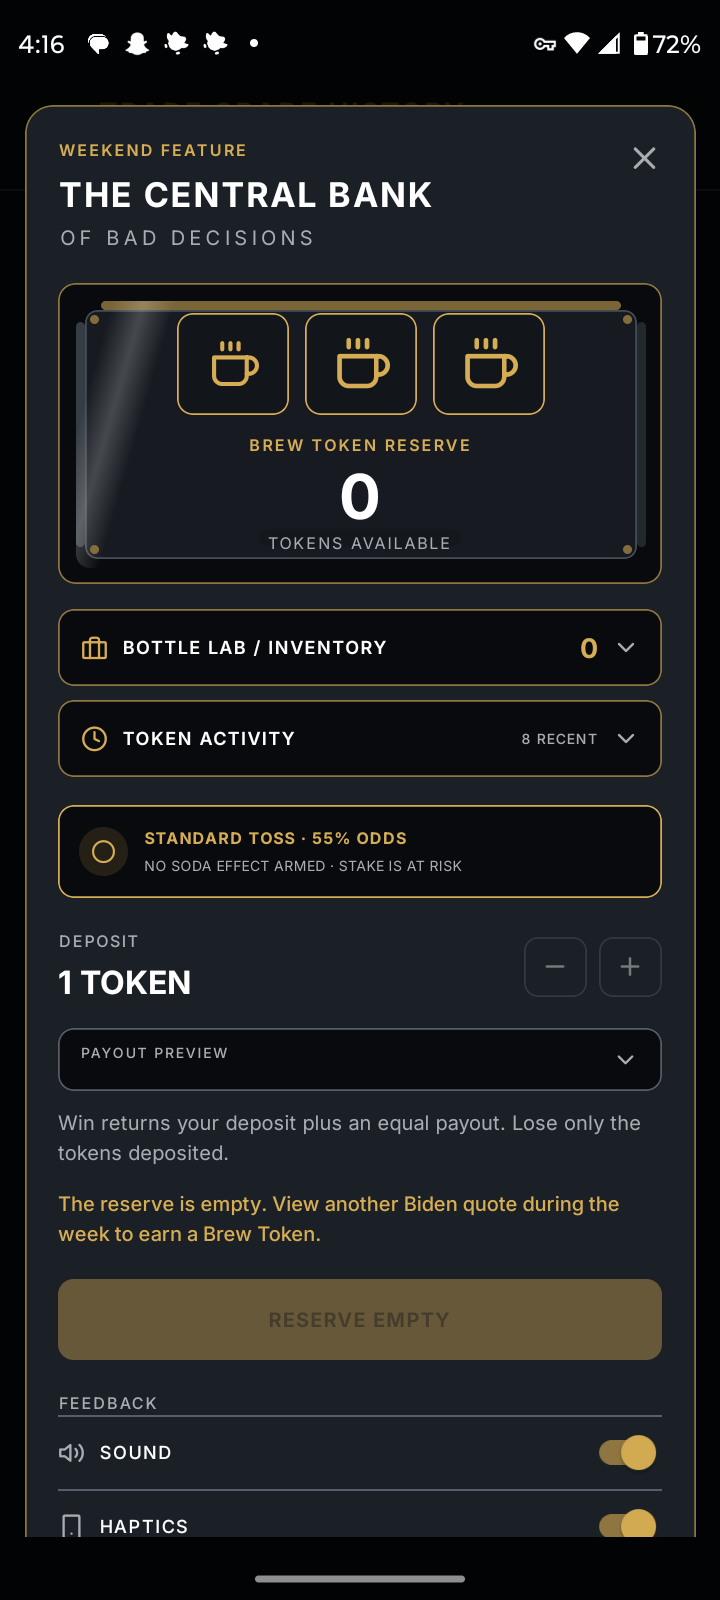 4:16
72%
TRADE GRADE HISTORY
WEEKEND FEATURE
THE CENTRAL BANK
OF BAD DECISIONS
BREW TOKEN RESERVE
0
TOKENS AVAILABLE
BOTTLE LAB / INVENTORY
0
TOKEN ACTIVITY
8 RECENT
STANDARD TOSS · 55% ODDS
NO SODA EFFECT ARMED · STAKE IS AT RISK
DEPOSIT
1 TOKEN
PAYOUT PREVIEW
Win returns your deposit plus an equal payout. Lose only the
tokens deposited.
The reserve is empty. View another Biden quote during the
week to earn a Brew Token.
RESERVE EMPTY
FEEDBACK
SOUND
HAPTICS